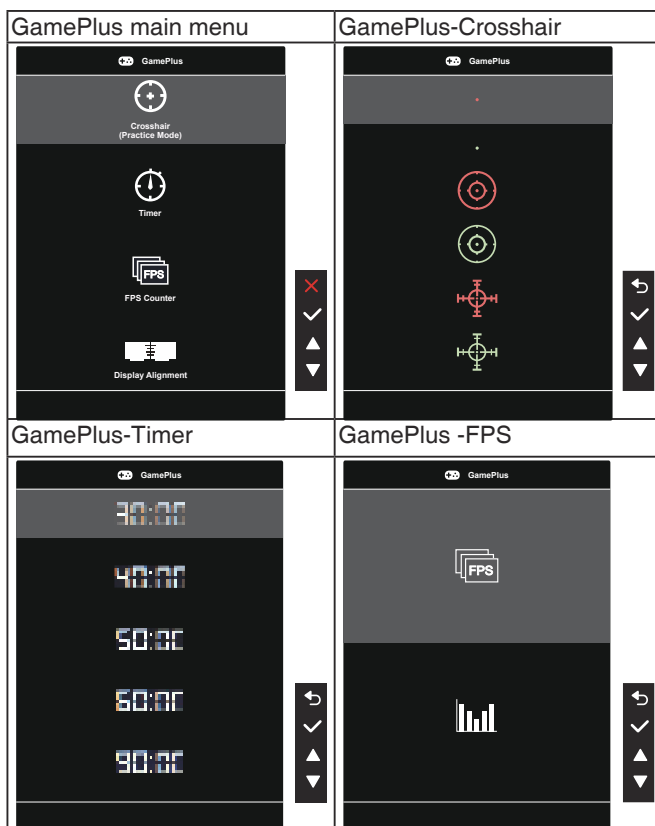 GamePlus main menu
GamePlus-Crosshair
GamePlus
Crosshair
(Practice Mode)
Timer
FPS
FPS Counter
Display Alignment
GamePlus
GamePlus-Timer
GamePlus -FPS
GamePlus
30:00
40:00
50:00
60:00
90:00
GamePlus
FPS